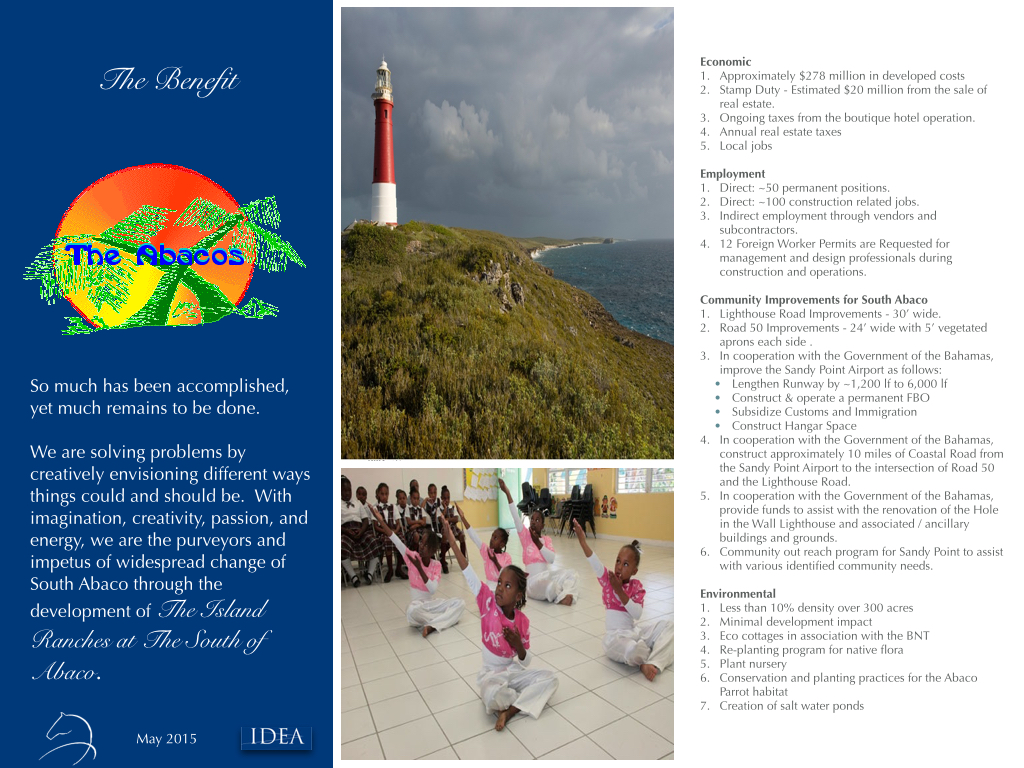 The Benefit
The Abacos
So much has been accomplished,
yet much remains to be done.
We are solving problems by
creatively envisioning different ways
things could and should be.  With
imagination, creativity, passion, and
energy, we are the purveyors and
impetus of widespread change of
South Abaco through the
development of The Island
Ranches at The South of
Abaco.
May 2015
IDEA
Economic
1. Approximately $278 million in developed costs
2. Stamp Duty - Estimated $20 million from the sale of
real estate.
3. Ongoing taxes from the boutique hotel operation.
4. Annual real estate taxes
5. Local jobs
Employment
1. Direct: ~50 permanent positions.
2. Direct: ~100 construction related jobs.
3. Indirect employment through vendors and
subcontractors.
4. 12 Foreign Worker Permits are Requested for
management and design professionals during
construction and operations.
Community Improvements for South Abaco
1. Lighthouse Road Improvements - 30’ wide.
2. Road 50 Improvements - 24’ wide with 5’ vegetated
aprons each side .
3. In cooperation with the Government of the Bahamas,
improve the Sandy Point Airport as follows:
• Lengthen Runway by ~1,200 lf to 6,000 lf
• Construct & operate a permanent FBO
• Subsidize Customs and Immigration
• Construct Hangar Space
4. In cooperation with the Government of the Bahamas,
construct approximately 10 miles of Coastal Road from
the Sandy Point Airport to the intersection of Road 50
and the Lighthouse Road.
5. In cooperation with the Government of the Bahamas,
provide funds to assist with the renovation of the Hole
in the Wall Lighthouse and associated / ancillary
buildings and grounds.
6. Community out reach program for Sandy Point to assist
with various identified community needs.
Environmental
1. Less than 10% density over 300 acres
2. Minimal development impact
3. Eco cottages in association with the BNT
4. Re-planting program for native flora
5. Plant nursery
6. Conservation and planting practices for the Abaco
Parrot habitat
7. Creation of salt water ponds